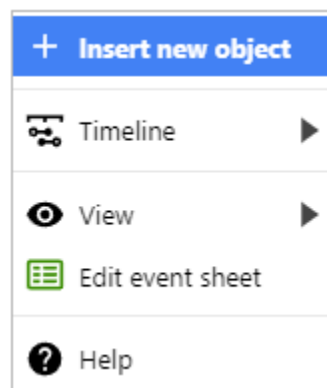 Insert new object
Timeline
View
Edit event sheet
Help